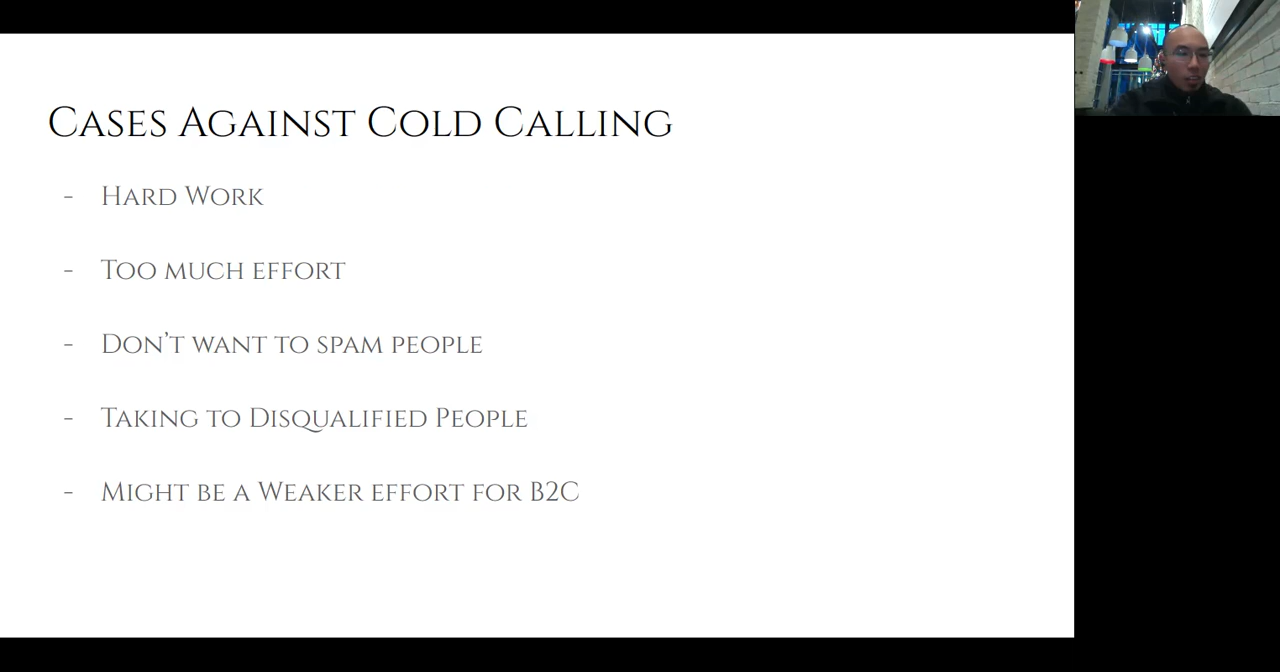 Cases Against Cold Calling
- Hard Work
- Too much effort
- Don't want to spam people
- Taking to Disqualified People
- Might be a Weaker effort for B2C